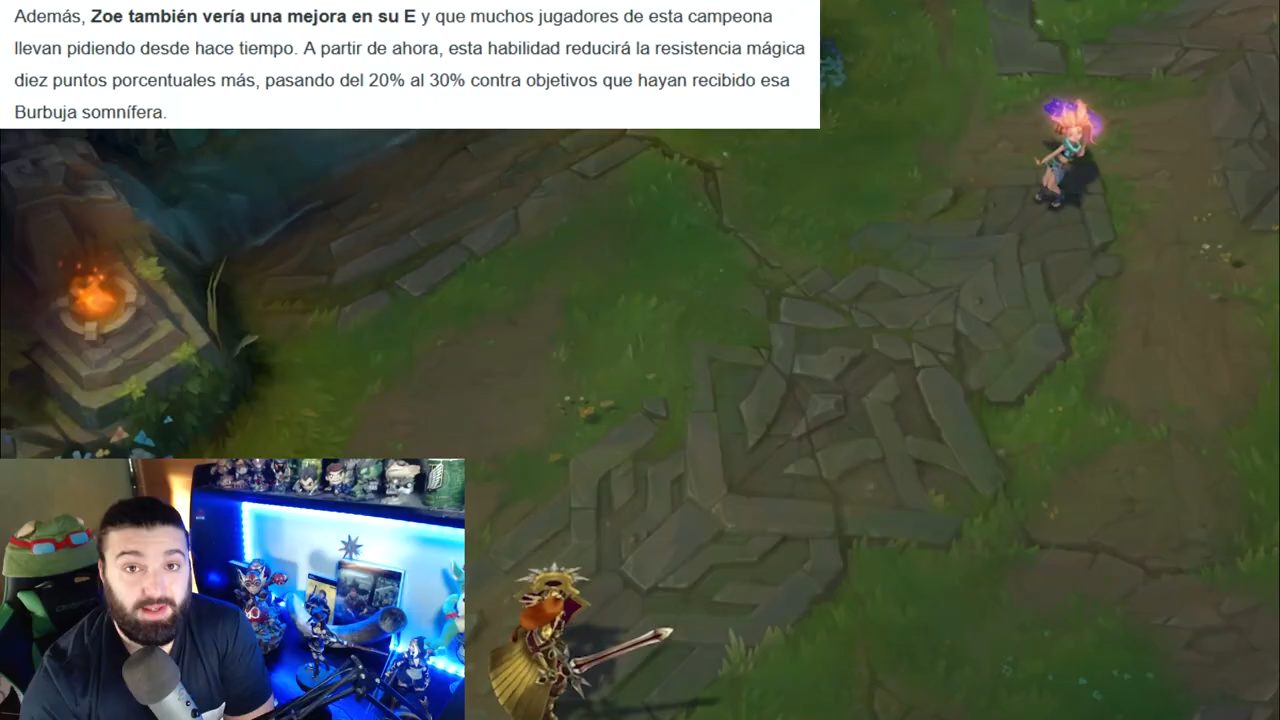 Además, Zoe también vería una mejora en su E y que muchos jugadores de esta campeona
llevan pidiendo desde hace tiempo. A partir de ahora, esta habilidad reducirá la resistencia mágica
diez puntos porcentuales más, pasando del 20% al 30% contra objetivos que hayan recibido esa
Burbuja somnífera.